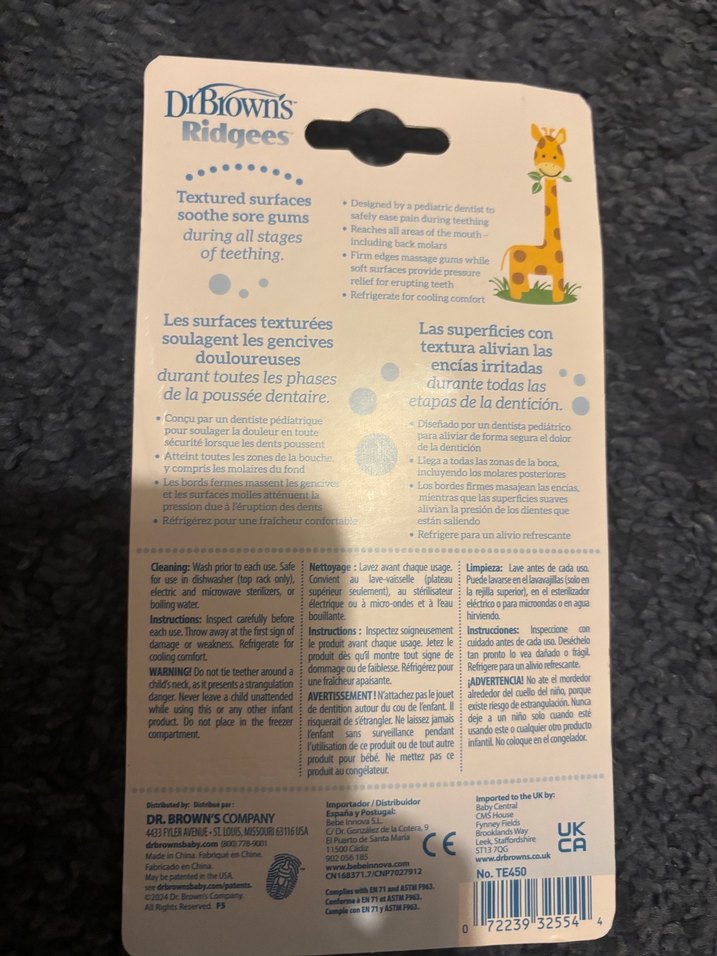 Dr Brown's™
Ridgees™
Textured surfaces
soothe sore gums
during all stages
of teething.
• Designed by a pediatric dentist to
safely ease pain during teething
• Reaches all areas of the mouth –
including back molars
• Firm edges massage gums while
soft surfaces provide pressure
relief for erupting teeth
• Refrigerate for cooling comfort
Les surfaces texturées
soulagent les gencives
douloureuses
durant toutes les phases
de la poussée dentaire.
• Conçu par un dentiste pédiatrique
pour soulager la douleur en toute
sécurité lorsque les dents poussent
• Atteint toutes les zones de la bouche,
y compris les molaires du fond
• Les bords fermes massent les gencives
et les surfaces molles atténuent la
pression due à l'éruption des dents
• Réfrigérez pour une fraîcheur confortable
Las superficies con
textura alivian las
encías irritadas
durante todas las
etapas de la dentición.
• Diseñado por un dentista pediátrico
para aliviar de forma segura el dolor
de la dentición
• Llega a todas las zonas de la boca,
incluyendo los molares posteriores
• Los bordes firmes masajean las encías,
mientras que las superficies suaves
alivian la presión de los dientes que
están saliendo
• Refrigere para un alivio refrescante
Cleaning: Wash prior to each use. Safe
for use in dishwasher (top rack only),
electric and microwave sterilizers, or
boiling water.
Instructions: Inspect carefully before
each use. Throw away at the first sign of
damage or weakness. Refrigerate for
cooling comfort.
WARNING! Do not tie teether around a
child's neck, as it presents a strangulation
danger. Never leave a child unattended
while using this or any other infant
product. Do not place in the freezer
compartment.
Nettoyage : Lavez avant chaque usage.
Convient au lave-vaisselle (plateau
supérieur seulement), au stérilisateur
électrique ou à micro-ondes et à l'eau
bouillante.
Instructions : Inspectez soigneusement
le produit avant chaque usage. Jetez le
produit dès qu'il montre tout signe de
dommage ou de faiblesse. Réfrigérez pour
une fraîcheur apaisante.
AVERTISSEMENT ! N'attachez pas le jouet
de dentition autour du cou de l'enfant. Il
risquerait de s'étrangler. Ne laissez jamais
l'enfant sans surveillance pendant
l'utilisation de ce produit ou de tout autre
produit pour bébé. Ne mettez pas ce
produit au congélateur.
Limpieza: Lave antes de cada uso.
Puede lavarse en el lavavajillas (solo en
la rejilla superior), en el esterilizador
eléctrico o para microondas o en agua
hirviendo.
Instrucciones: Inspeccione con
cuidado antes de cada uso. Deséchelo
tan pronto lo vea dañado o frágil.
Refrigere para un alivio refrescante.
¡ADVERTENCIA! No ate el mordedor
alrededor del cuello del niño, porque
existe riesgo de estrangulación. Nunca
deje a un niño solo cuando esté
usando este o cualquier otro producto
infantil. No coloque en el congelador.
Distributed by: Distribué par :
DR. BROWN'S COMPANY
4433 FYLER AVENUE • ST. LOUIS, MISSOURI 63116 USA
drbrownsbaby.com (800) 778-9001
Made in China. Fabriqué en Chine.
Fabricado en China.
May be patented in the USA,
see drbrownsbaby.com/patents.
©2024 Dr. Brown's Company.
All Rights Reserved. F5
Importador / Distribuidor
España y Postugal:
Bebe Innova S.L.
C/ Dr. González de la Cotera, 9
El Puerto de Santa María
11500 Cádiz
902 056 185
www.bebeinnova.com
CN168371.7/CNP7027912
Complies with EN 71 and ASTM F963.
Conforme à EN 71 et ASTM F963.
Cumple con EN 71 y ASTM F963.
CE
Imported to the UK by:
Baby Central
CMS House
Fynney Fields
Brooklands Way
Leek, Staffordshire
ST13 7QG
www.drbrowns.co.uk
UK
CA
No. TE450
0 72239 32554 4